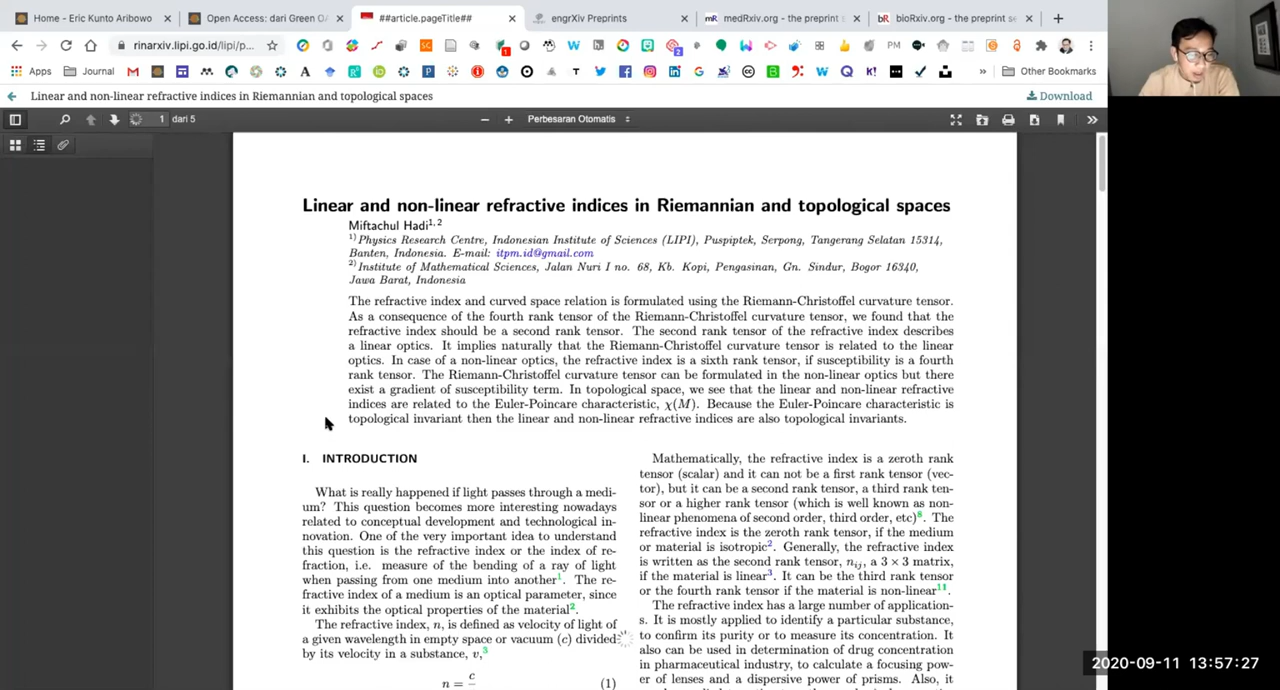 Home - Eric Kunto Aribowo
Open Access: dari Green OA
##article.pageTitle##
engrXiv Preprints
medRxiv.org - the preprint s
bioRxiv.org - the preprint se
rinarxiv.lipi.go.id/lipi/p...
Apps Journal Other Bookmarks
Linear and non-linear refractive indices in Riemannian and topological spaces Download
1 dari 5 Perbesaran Otomatis
Linear and non-linear refractive indices in Riemannian and topological spaces
Miftachul Hadi1,2
1) Physics Research Centre, Indonesian Institute of Sciences (LIPI), Puspiptek, Serpong, Tangerang Selatan 15314,
Banten, Indonesia. E-mail: itpm.id@gmail.com
2) Institute of Mathematical Sciences, Jalan Nuri I no. 68, Kb. Kopi, Pengasinan, Gn. Sindur, Bogor 16340,
Jawa Barat, Indonesia
The refractive index and curved space relation is formulated using the Riemann-Christoffel curvature tensor.
As a consequence of the fourth rank tensor of the Riemann-Christoffel curvature tensor, we found that the
refractive index should be a second rank tensor. The second rank tensor of the refractive index describes
a linear optics. It implies naturally that the Riemann-Christoffel curvature tensor is related to the linear
optics. In case of a non-linear optics, the refractive index is a sixth rank tensor, if susceptibility is a fourth
rank tensor. The Riemann-Christoffel curvature tensor can be formulated in the non-linear optics but there
exist a gradient of susceptibility term. In topological space, we see that the linear and non-linear refractive
indices are related to the Euler-Poincare characteristic, χ(M). Because the Euler-Poincare characteristic is
topological invariant then the linear and non-linear refractive indices are also topological invariants.
I. INTRODUCTION
What is really happened if light passes through a medi-
um? This question becomes more interesting nowadays
related to conceptual development and technological in-
novation. One of the very important idea to understand
this question is the refractive index or the index of re-
fraction, i.e. measure of the bending of a ray of light
when passing from one medium into another1. The re-
fractive index of a medium is an optical parameter, since
it exhibits the optical properties of the material2.
The refractive index, n, is defined as velocity of light of
a given wavelength in empty space or vacuum (c) divided
by its velocity in a substance, v,3
n = c (1)
Mathematically, the refractive index is a zeroth rank
tensor (scalar) and it can not be a first rank tensor (vec-
tor), but it can be a second rank tensor, a third rank ten-
sor or a higher rank tensor (which is well known as non-
linear phenomena of second order, third order, etc)8. The
refractive index is the zeroth rank tensor, if the medium
or material is isotropic2. Generally, the refractive index
is written as the second rank tensor, nij, a 3 × 3 matrix,
if the material is linear3. It can be the third rank tensor
or the fourth rank tensor if the material is non-linear11.
The refractive index has a large number of application-
s. It is mostly applied to identify a particular substance,
to confirm its purity or to measure its concentration. It
also can be used in determination of drug concentration
in pharmaceutical industry, to calculate a focusing pow-
er of lenses and a dispersive power of prisms. Also, it
2020-09-11 13:57:27